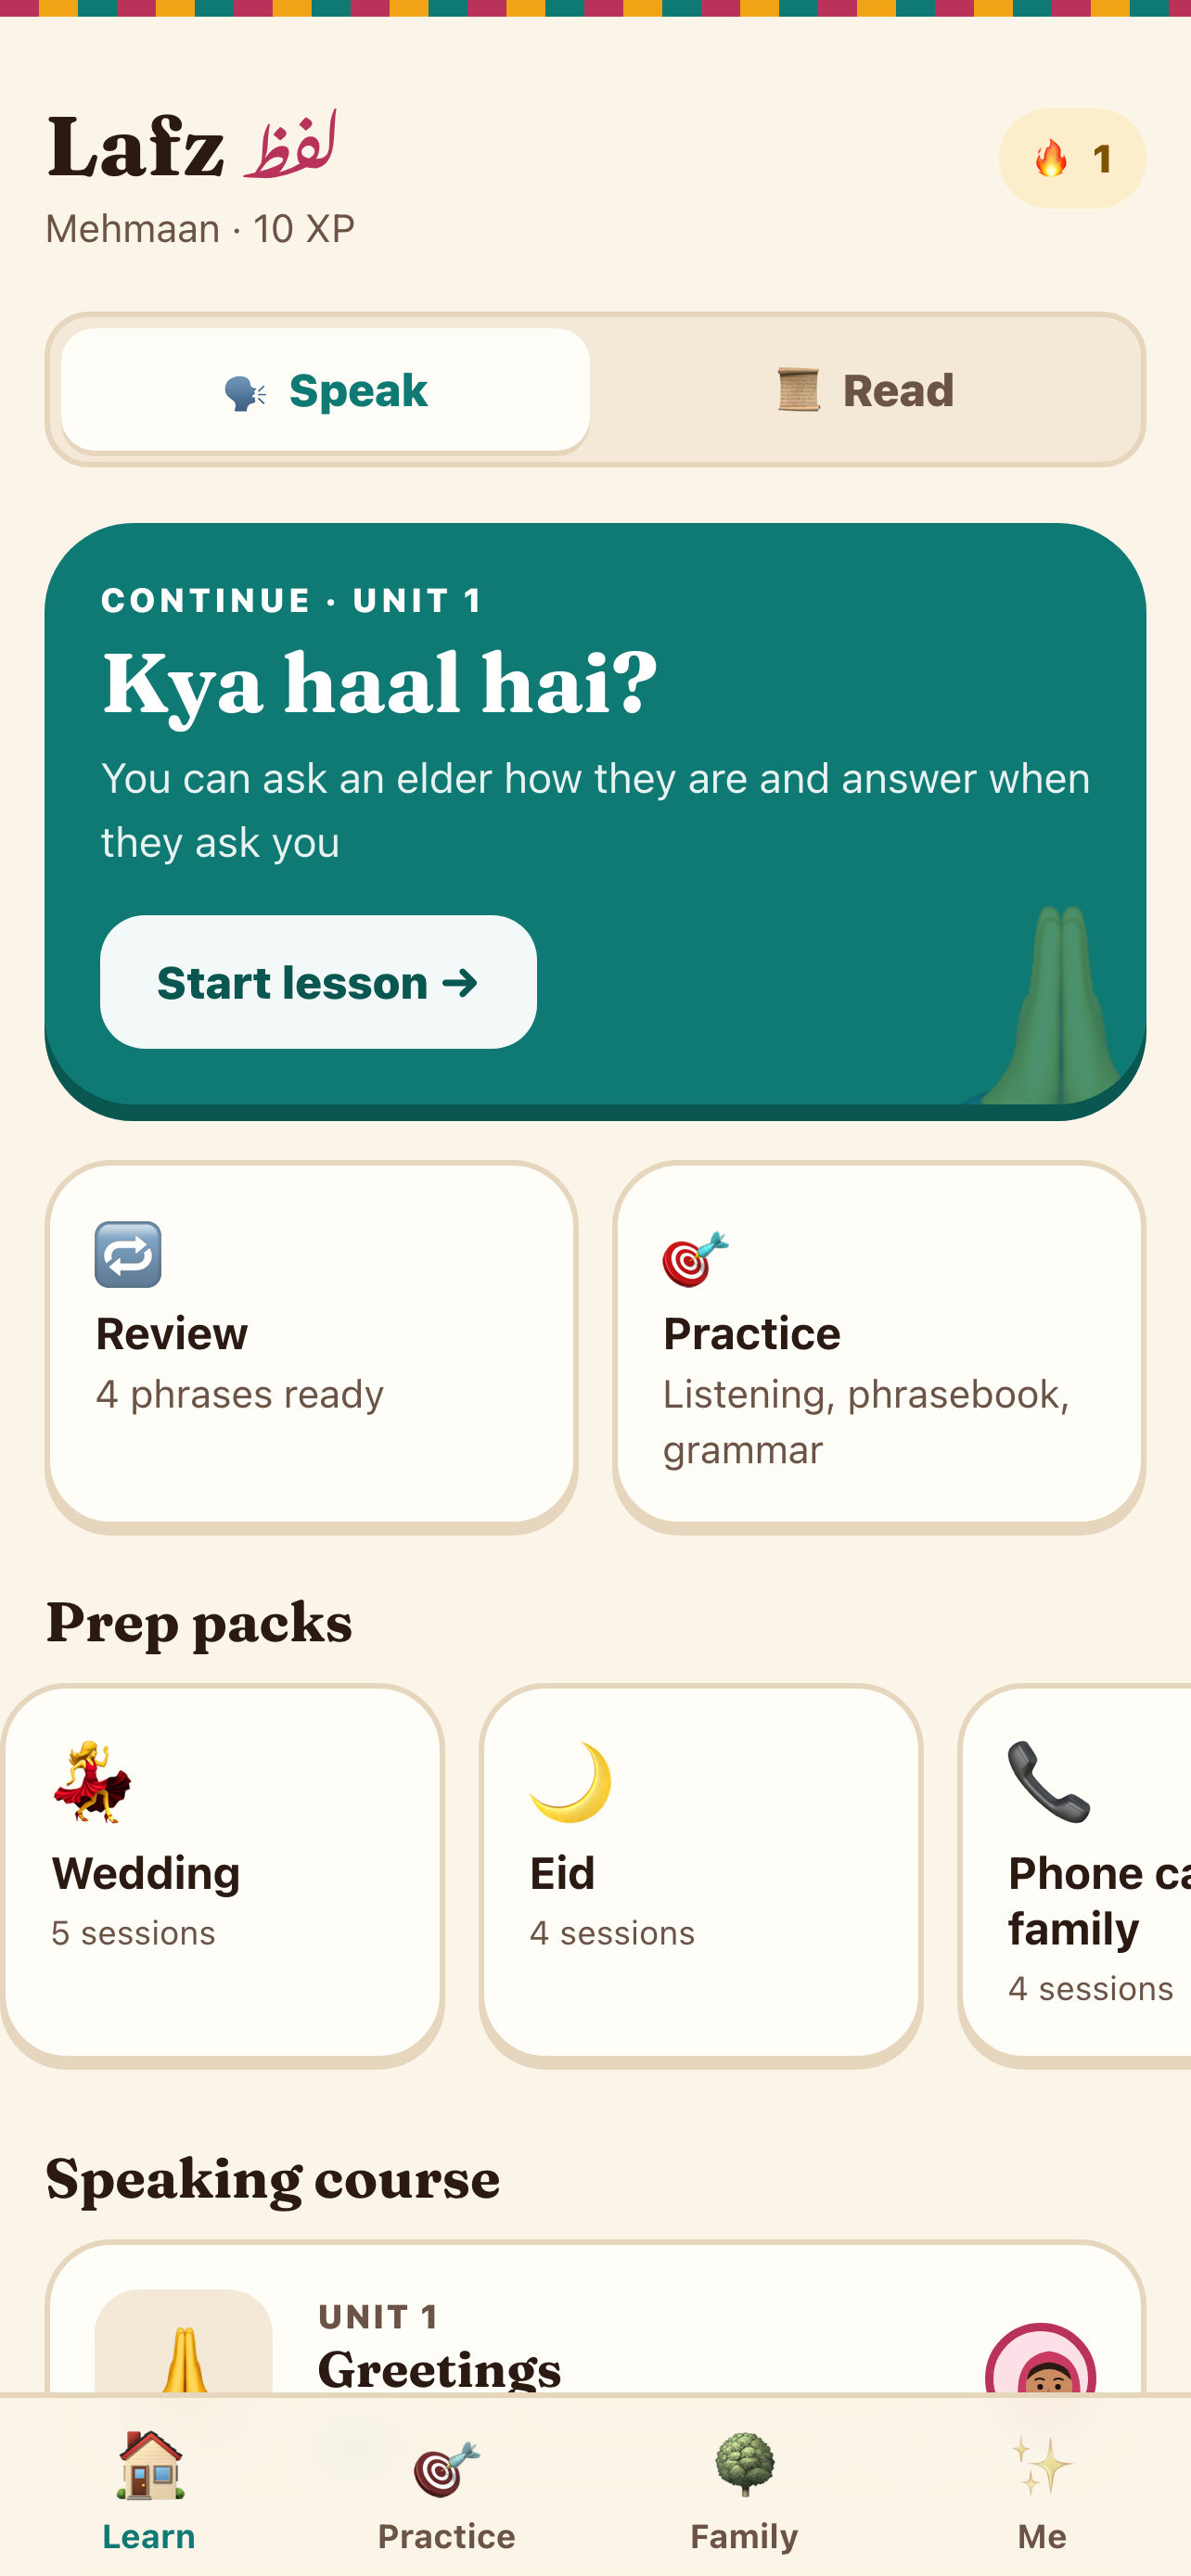 Lafz لفظ
🔥 1
Mehmaan · 10 XP
🗣️ Speak
📜 Read
CONTINUE · UNIT 1
Kya haal hai?
You can ask an elder how they are and answer when
they ask you
Start lesson →
Review
4 phrases ready
Practice
Listening, phrasebook,
grammar
Prep packs
Wedding
5 sessions
Eid
4 sessions
Phone ca
family
4 sessions
Speaking course
UNIT 1
Greetings
Learn
Practice
Family
Me